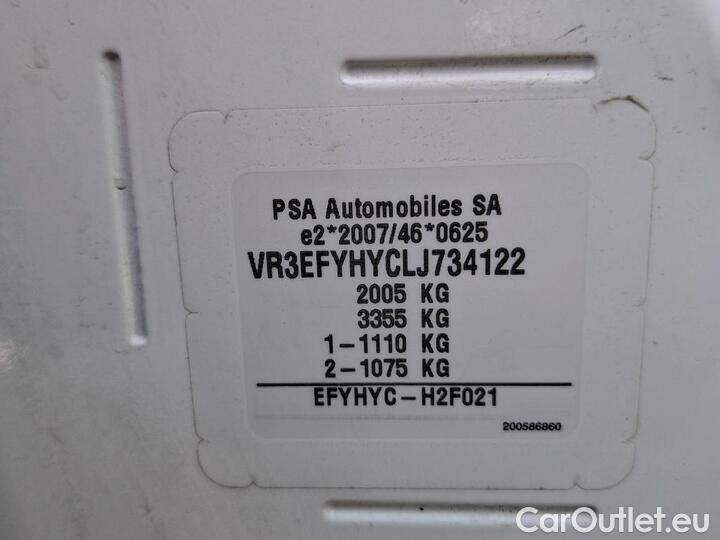 PSA Automobiles SA
e2*2007/46*0625
VR3EFYHYCLJ734122
2005 KG
3355 KG
1-1110 KG
2-1075 KG
EFYHYC-H2F021
200586860
CarOutlet.eu